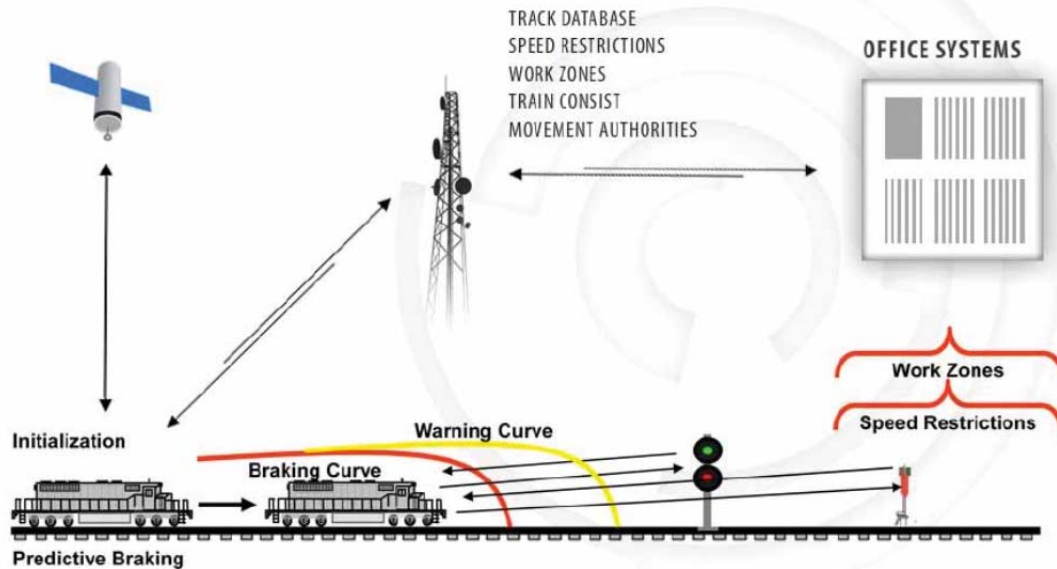 TRACK DATABASE
SPEED RESTRICTIONS
WORK ZONES
TRAIN CONSIST
MOVEMENT AUTHORITIES
OFFICE SYSTEMS
Work Zones
Speed Restrictions
Initialization
Warning Curve
Braking Curve
Predictive Braking